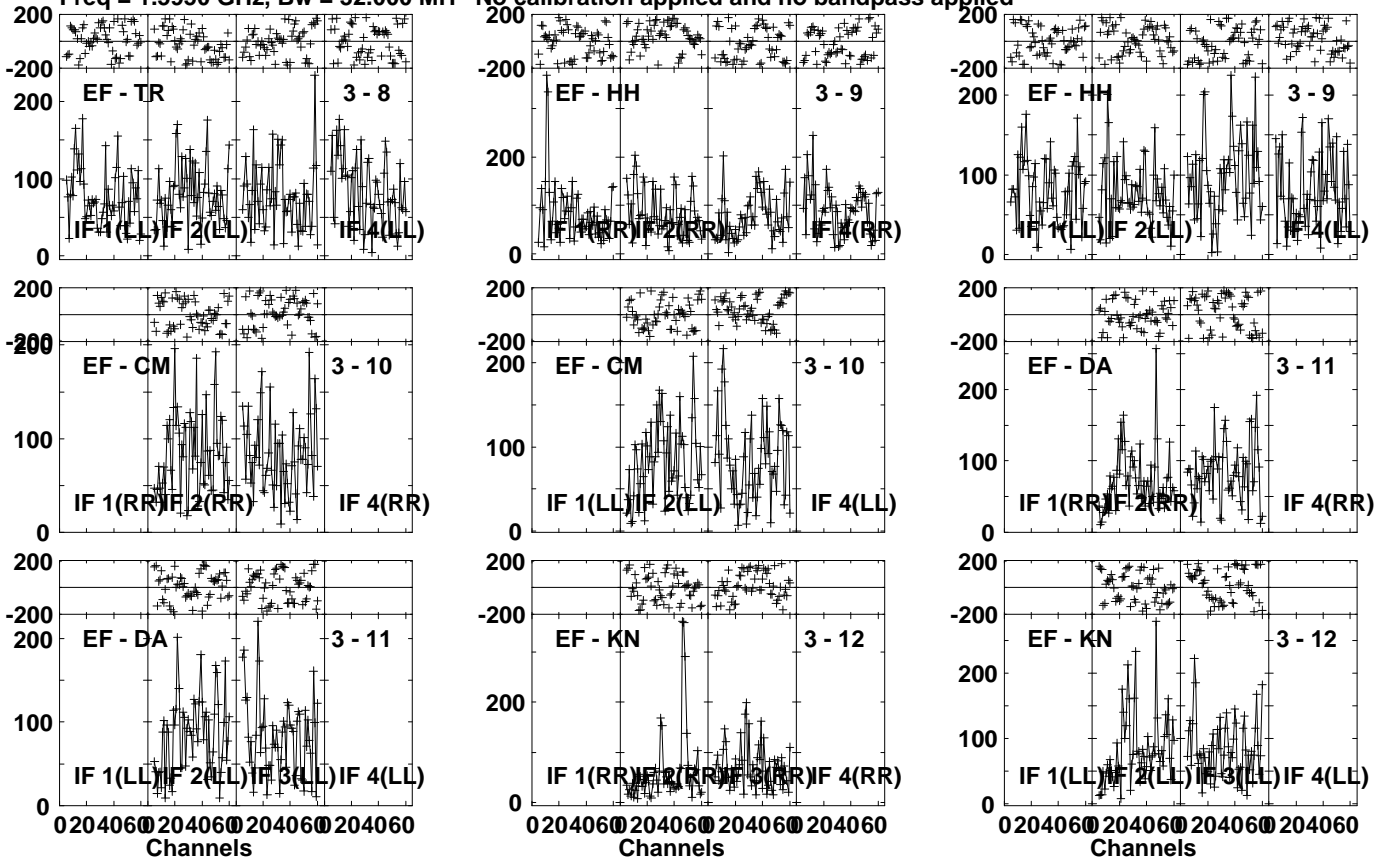 Freq = 1.5950 GHz, Bw = 32.000 MH No calibration applied and no bandpass applied
200 200 200
-200 -200
EF - TR 3 - 8 EF - HH 3 - 9 EF - HH 3 - 9
200 200
200
100 100
IF 1(LL) IF 2(LL) IF 4(LL) IF 1(RR) IF 2(RR) IF 4(RR) IF 1(LL) IF 2(LL) IF 4(LL)
0 0 0
200 200 200
-200 -200 -200
200
EF - CM 3 - 10 EF - CM 3 - 10 EF - DA 3 - 11
200 200
100 100 100
IF 1(RR) IF 2(RR) IF 4(RR) IF 1(LL) IF 2(LL) IF 4(LL) IF 1(RR) IF 2(RR) IF 4(RR)
0 0 0
200 200 200
-200 -200 -200
EF - DA 3 - 11 EF - KN 3 - 12 EF - KN 3 - 12
200 200
200
100 100
IF 1(LL) IF 2(LL) IF 3(LL) IF 4(LL) IF 1(RR) IF 2(RR) IF 3(RR) IF 4(RR) IF 1(LL) IF 2(LL) IF 3(LL) IF 4(LL)
0 0 0
0 20 40 60 0 20 40 60 0 20 40 60 0 20 40 60 0 20 40 60 0 20 40 60 0 20 40 60 0 20 40 60 0 20 40 60 0 20 40 60 0 20 40 60 0 20 40 60
Channels Channels Channels